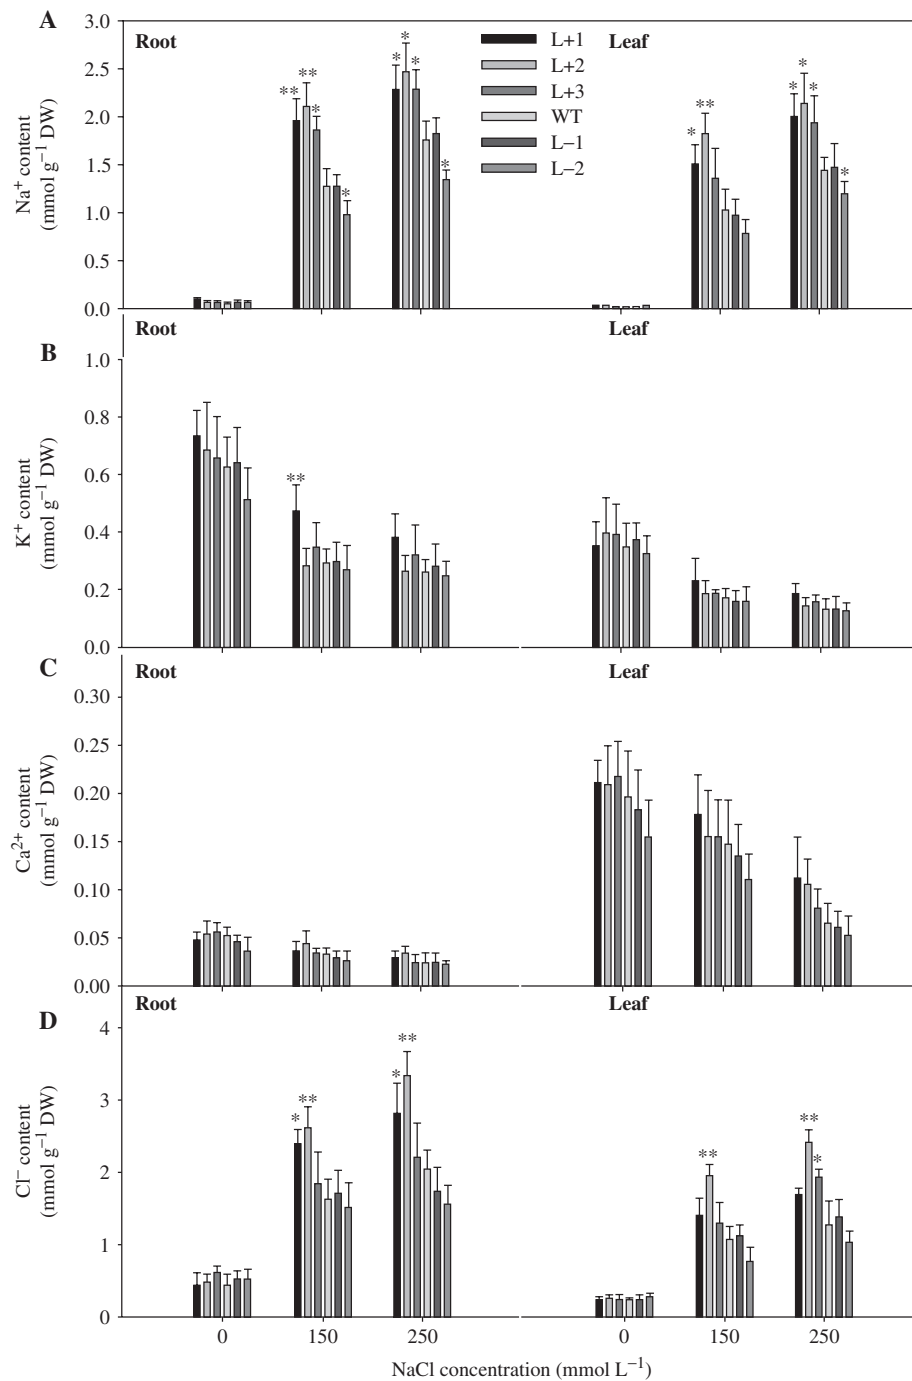 A
Root
Leaf
L+1
L+2
L+3
WT
L−1
L−2
Na⁺ content
(mmol g⁻¹ DW)
3.0
2.5
2.0
1.5
1.0
0.5
0.0
** ** * * * * * *
* ** * * * *
B
Root
Leaf
K⁺ content
(mmol g⁻¹ DW)
1.0
0.8
0.6
0.4
0.2
0.0
**
C
Root
Leaf
Ca²⁺ content
(mmol g⁻¹ DW)
0.30
0.25
0.20
0.15
0.10
0.05
0.00
D
Root
Leaf
Cl⁻ content
(mmol g⁻¹ DW)
4
3
2
1
0
* ** * **
** ** *
0 150 250 0 150 250
NaCl concentration (mmol L⁻¹)